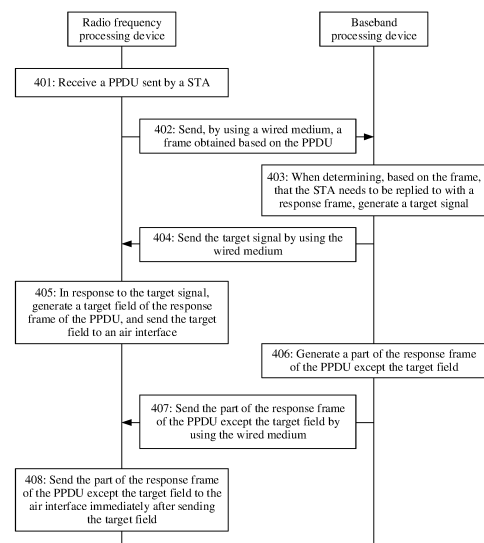 Radio frequency
processing device
Baseband
processing device
401: Receive a PPDU sent by a STA
402: Send, by using a wired medium, a
frame obtained based on the PPDU
403: When determining, based on the frame,
that the STA needs to be replied to with a
response frame, generate a target signal
404: Send the target signal by using the
wired medium
405: In response to the target signal,
generate a target field of the response
frame of the PPDU, and send the target
field to an air interface
406: Generate a part of the response frame
of the PPDU except the target field
407: Send the part of the response frame
of the PPDU except the target field by
using the wired medium
408: Send the part of the response frame
of the PPDU except the target field to the
air interface immediately after sending
the target field